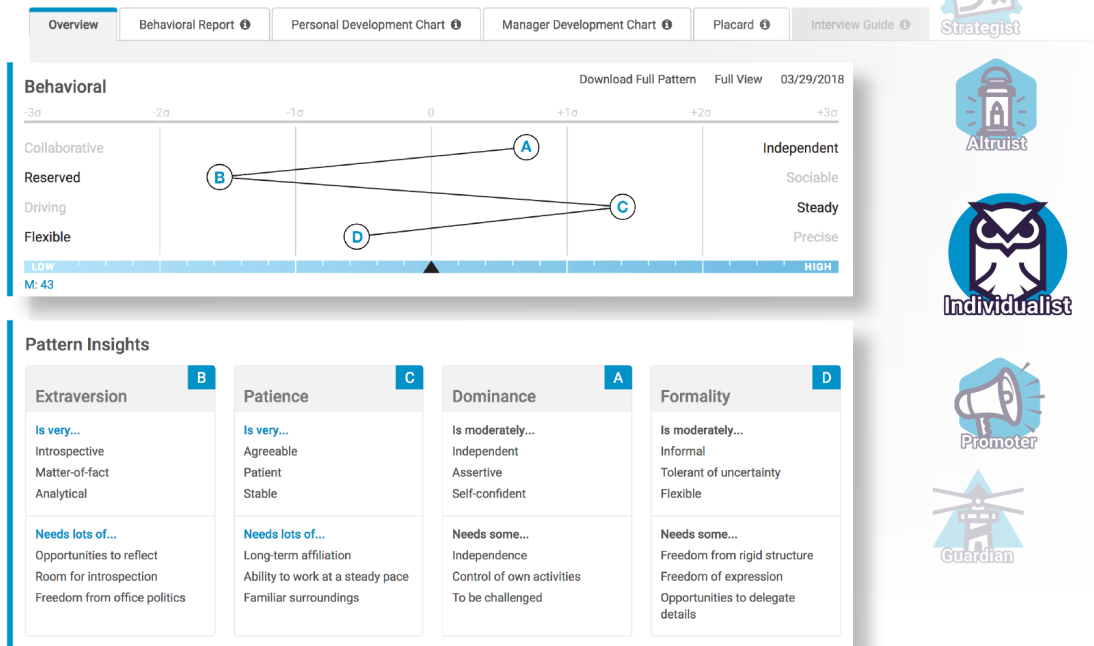 Overview
Behavioral Report
Personal Development Chart
Manager Development Chart
Placard
Interview Guide
Strategist
Behavioral
Download Full Pattern Full View 03/29/2018
-3σ -2σ -1σ 0 +1σ +2σ +3σ
Collaborative A Independent
Reserved B Sociable
Driving C Steady
Flexible D Precise
LOW HIGH
M: 43
Altruist
Individualist
Promoter
Guardian
Pattern Insights
B
Extraversion
Is very...
Introspective
Matter-of-fact
Analytical
Needs lots of...
Opportunities to reflect
Room for introspection
Freedom from office politics
C
Patience
Is very...
Agreeable
Patient
Stable
Needs lots of...
Long-term affiliation
Ability to work at a steady pace
Familiar surroundings
A
Dominance
Is moderately...
Independent
Assertive
Self-confident
Needs some...
Independence
Control of own activities
To be challenged
D
Formality
Is moderately...
Informal
Tolerant of uncertainty
Flexible
Needs some...
Freedom from rigid structure
Freedom of expression
Opportunities to delegate
details